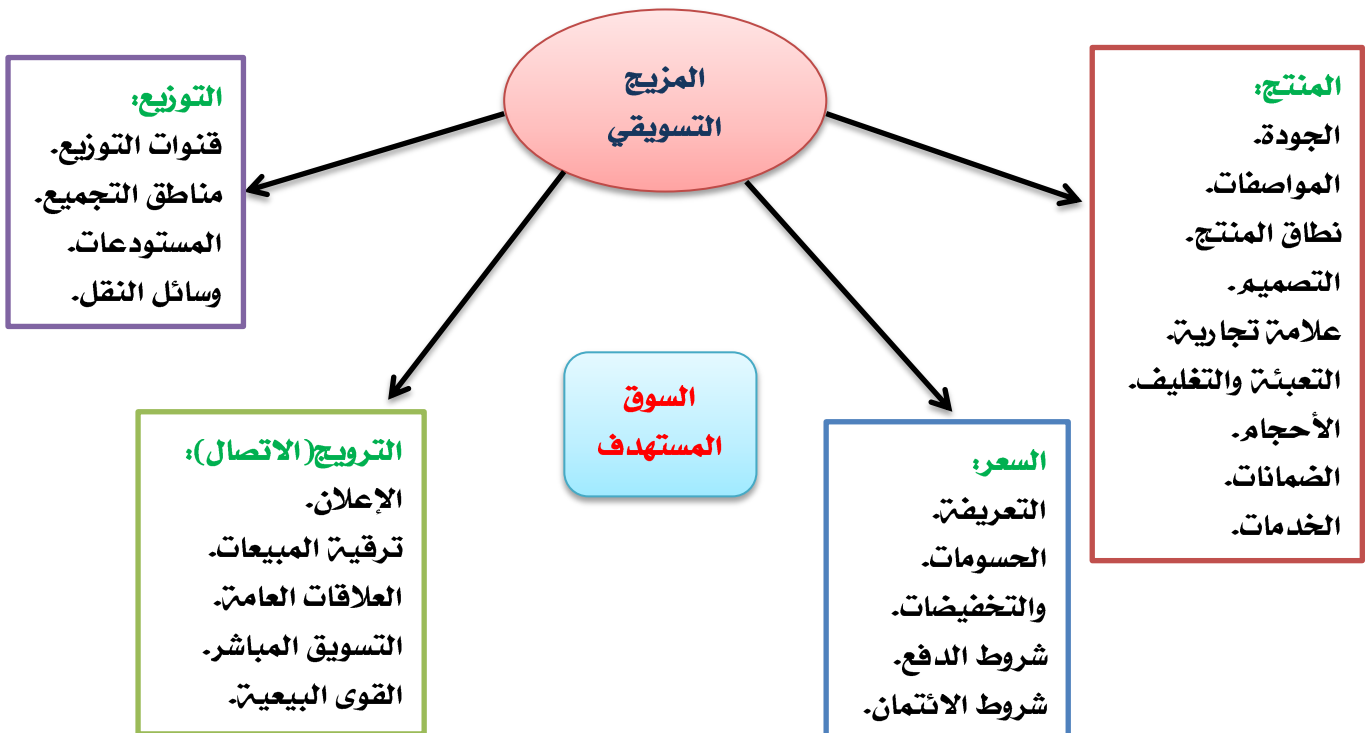 المزيج
التسويقي
المنتج:
الجودة.
المواصفات.
نطاق المنتج.
التصميم.
علامة تجارية.
التعبئة والتغليف.
الأحجام.
الضمانات.
الخدمات.
السعر:
التعريفة.
الحسومات.
والتخفيضات.
شروط الدفع.
شروط الائتمان.
السوق
المستهدف
الترويج(الاتصال):
الإعلان.
ترقية المبيعات.
العلاقات العامة.
التسويق المباشر.
القوى البيعية.
التوزيع:
قنوات التوزيع.
مناطق التجميع.
المستودعات.
وسائل النقل.